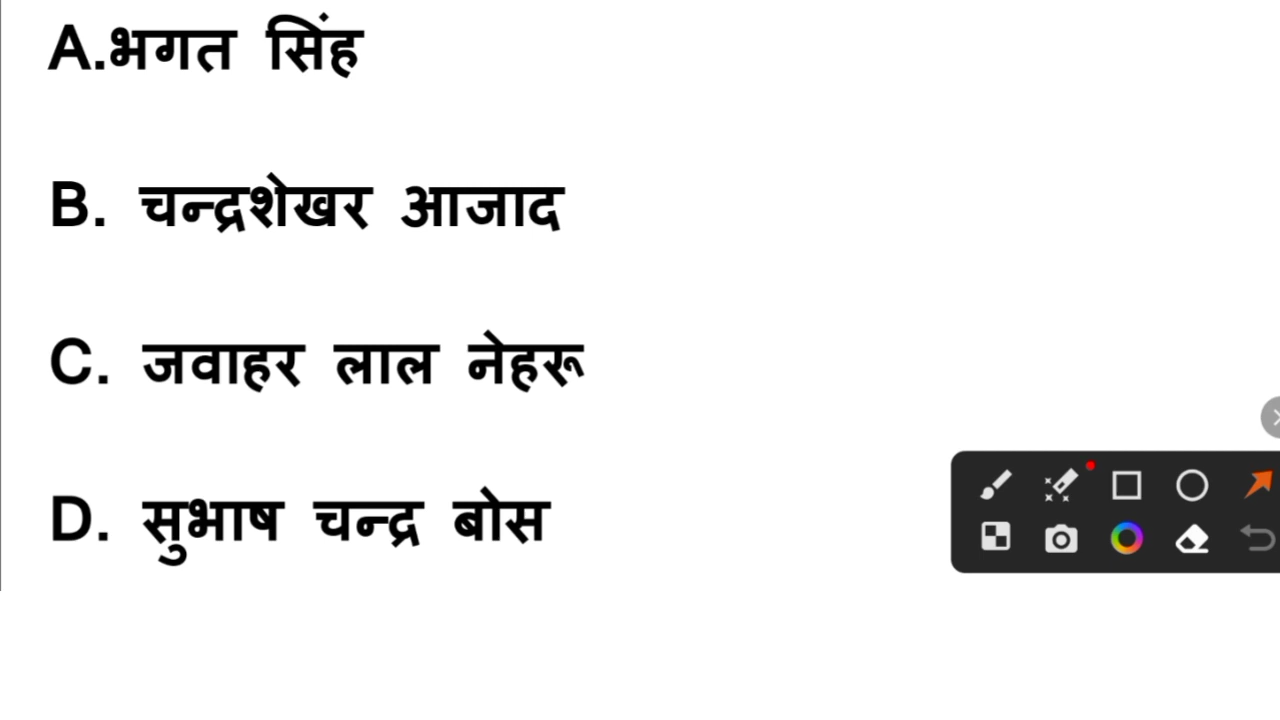 A.भगत सिंह
B. चन्द्रशेखर आजाद
C. जवाहर लाल नेहरू
D. सुभाष चन्द्र बोस